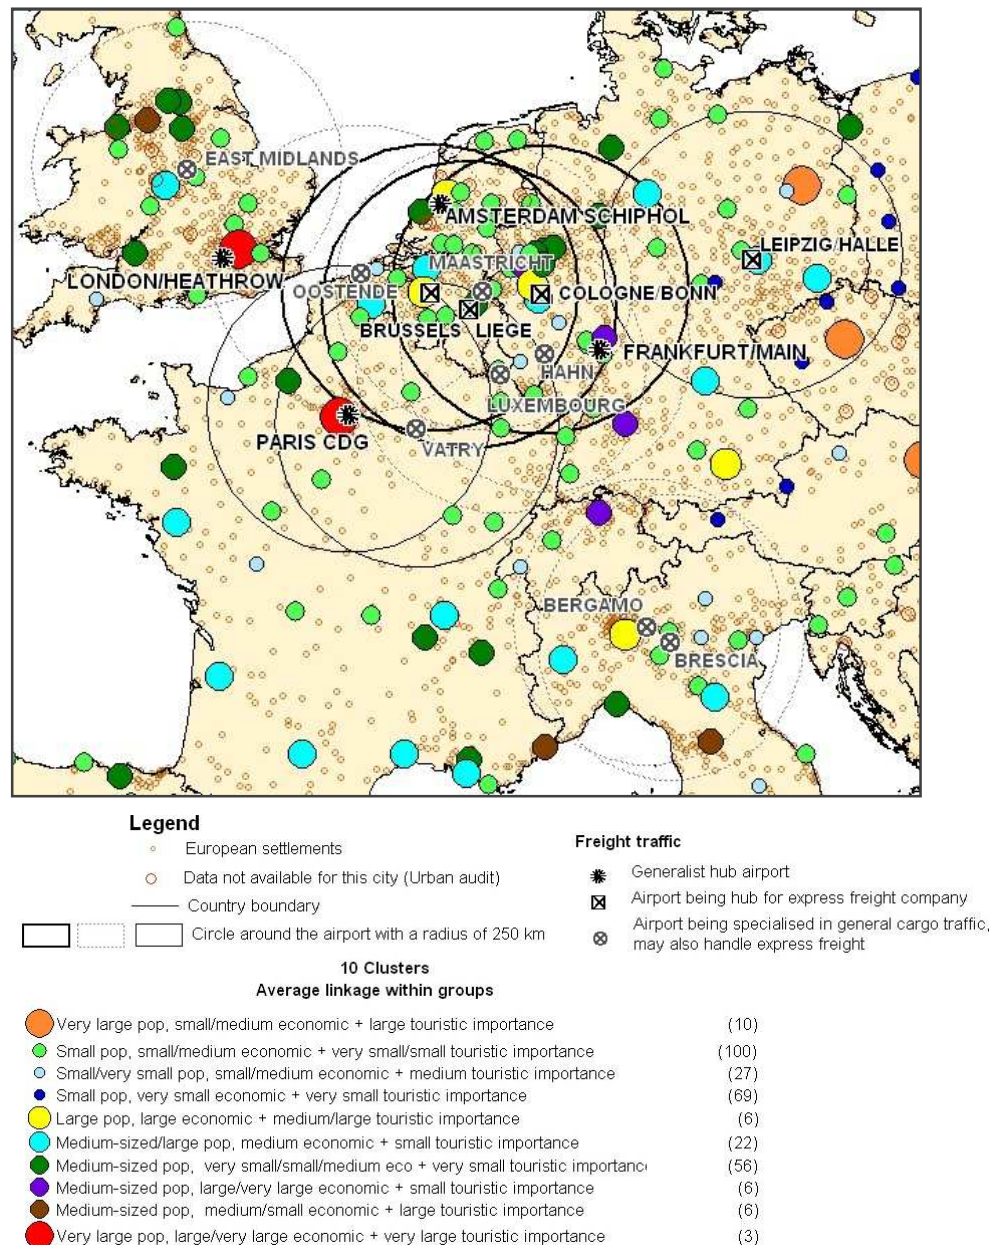 EAST MIDLANDS
AMSTERDAM SCHIPHOL
LEIPZIG/HALLE
MAASTRICHT
LONDON/HEATHROW
OOSTENDE
COLOGNE/BONN
BRUSSELS LIEGE
FRANKFURT/MAIN
HAHN
LUXEMBOURG
PARIS CDG
VATRY
BERGAMO
BRESCIA
Legend
European settlements
Data not available for this city (Urban audit)
Country boundary
Circle around the airport with a radius of 250 km
Freight traffic
Generalist hub airport
Airport being hub for express freight company
Airport being specialised in general cargo traffic,
may also handle express freight
10 Clusters
Average linkage within groups
Very large pop, small/medium economic + large touristic importance (10)
Small pop, small/medium economic + very small/small touristic importance (100)
Small/very small pop, small/medium economic + medium touristic importance (27)
Small pop, very small economic + very small touristic importance (69)
Large pop, large economic + medium/large touristic importance (6)
Medium-sized/large pop, medium economic + small touristic importance (22)
Medium-sized pop, very small/small/medium eco + very small touristic importance (56)
Medium-sized pop, large/very large economic + small touristic importance (6)
Medium-sized pop, medium/small economic + large touristic importance (6)
Very large pop, large/very large economic + very large touristic importance (3)